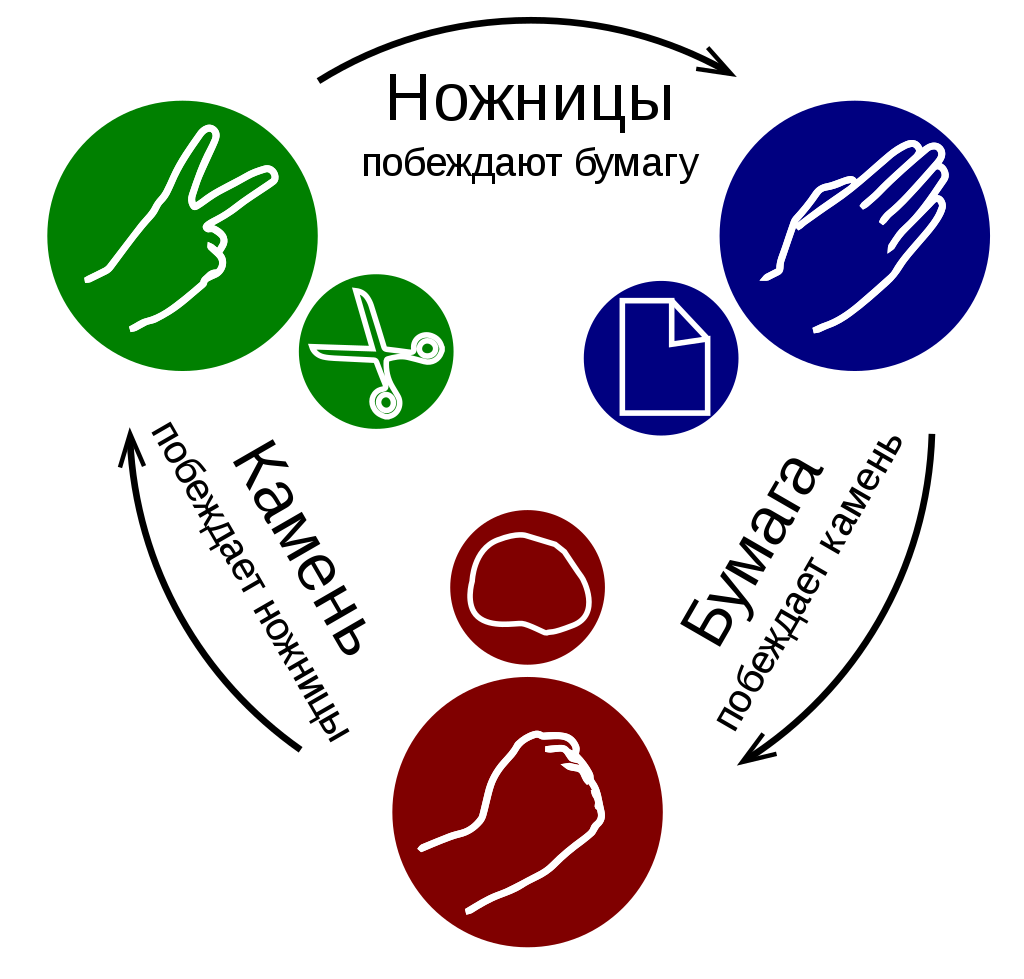 Ножницы
побеждают бумагу
Камень
побеждает ножницы
Бумага
побеждает камень